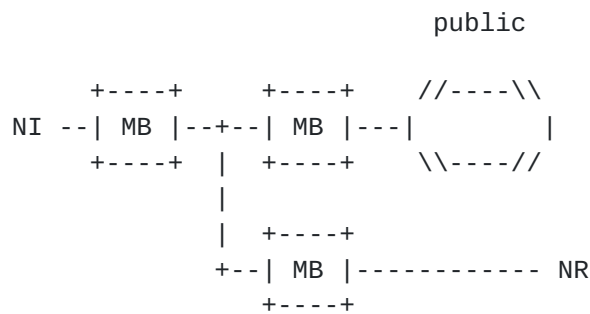 public
+----+ +----+ //----\\
NI --| MB |--+--| MB |---| |
+----+ | +----+ \\----//
|
| +----+
+--| MB |------------ NR
+----+